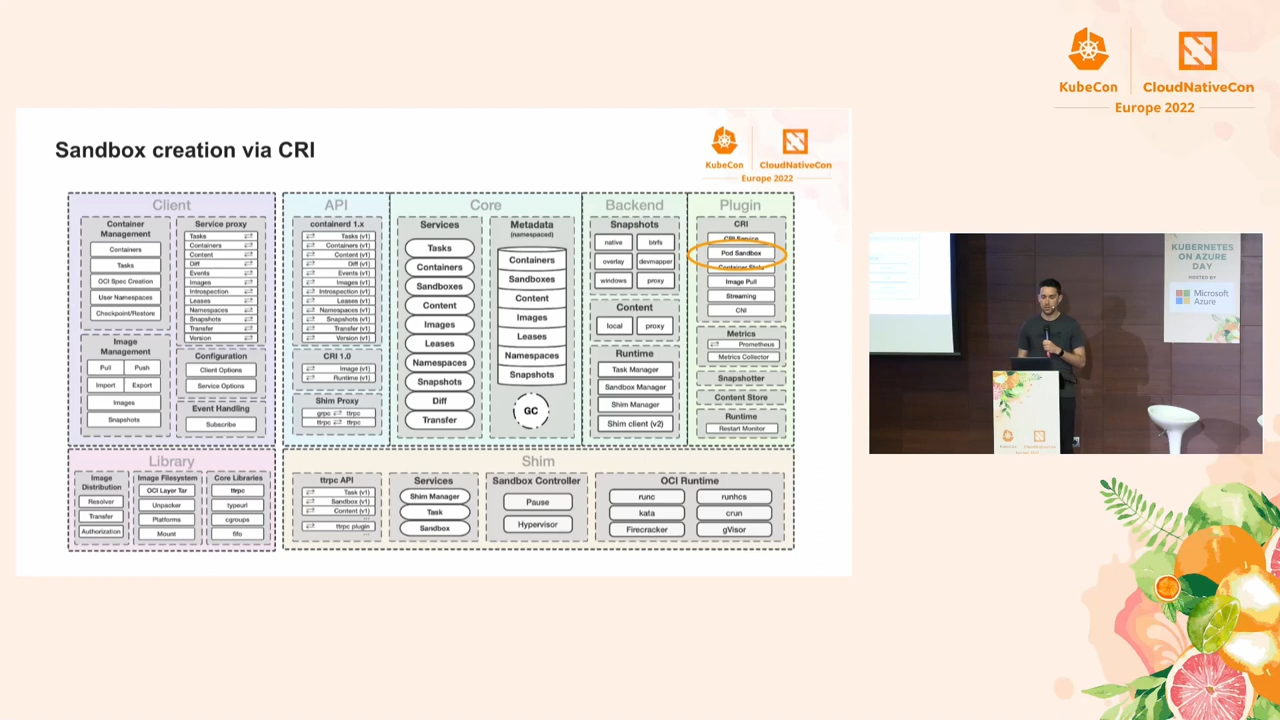 KubeCon
CloudNativeCon
Europe 2022
Sandbox creation via CRI
KubeCon
CloudNativeCon
Europe 2022
Client
Container
Management
Containers
Tasks
OCI Spec Creation
User Namespaces
Checkpoint/Restore
Image
Management
Pull
Push
Import
Export
Images
Snapshots
Service proxy
Tasks
Containers
Content
Diff
Events
Images
Introspection
Leases
Namespaces
Snapshots
Transfer
Version
Configuration
Client Options
Service Options
Event Handling
Subscribe
API
containerd 1.x
Tasks (v1)
Containers (v1)
Content (v1)
Diff (v1)
Events (v1)
Images (v1)
Introspection (v1)
Leases (v1)
Namespaces (v1)
Snapshots (v1)
Transfer (v1)
Version (v1)
CRI 1.0
Image (v1)
Runtime (v1)
Shim Proxy
grpc ttrpc
ttrpc ttrpc
Core
Services
Tasks
Containers
Sandboxes
Content
Images
Leases
Namespaces
Snapshots
Diff
Transfer
Metadata
(namespaced)
Containers
Sandboxes
Content
Images
Leases
Namespaces
Snapshots
GC
Backend
Snapshots
native
btrfs
overlay
devmapper
windows
proxy
Content
local
proxy
Runtime
Task Manager
Sandbox Manager
Shim Manager
Shim client (v2)
Plugin
CRI
CRI Service
Pod Sandbox
Container Stats
Image Pull
Streaming
CNI
Metrics
Prometheus
Metrics Collector
Snapshotter
Content Store
Runtime
Restart Monitor
Library
Image
Distribution
Resolver
Transfer
Authorization
Image Filesystem
OCI Layer Tar
Unpacker
Platforms
Mount
Core Libraries
ttrpc
typeurl
cgroups
fifo
Shim
ttrpc API
Task (v1)
Sandbox (v1)
Content (v1)
...
ttrpc plugin
...
Services
Shim Manager
Task
Sandbox
Sandbox Controller
Pause
Hypervisor
OCI Runtime
runc
runhcs
kata
crun
Firecracker
gVisor
KUBERNETES
ON AZURE
DAY
HOSTED BY
Microsoft
Azure